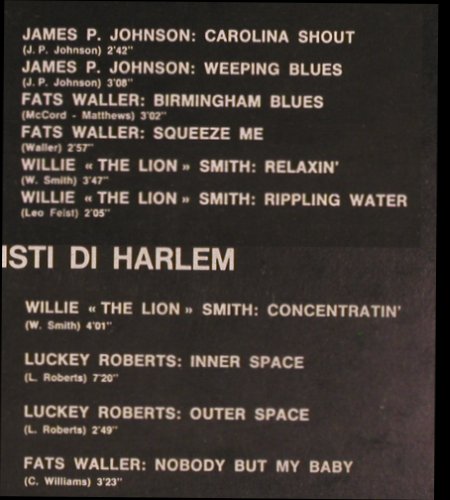 JAMES P. JOHNSON: CAROLINA SHOUT
(J. P. Johnson) 2'42"
JAMES P. JOHNSON: WEEPING BLUES
(J. P. Johnson) 3'08"
FATS WALLER: BIRMINGHAM BLUES
(McCord - Matthews) 3'02"
FATS WALLER: SQUEEZE ME
(Waller) 2'57"
WILLIE « THE LION » SMITH: RELAXIN'
(W. Smith) 3'47"
WILLIE « THE LION » SMITH: RIPPLING WATER
(Leo Feist) 2'05"
ISTI DI HARLEM
WILLIE « THE LION » SMITH: CONCENTRATIN'
(W. Smith) 4'01"
LUCKEY ROBERTS: INNER SPACE
(L. Roberts) 7'20"
LUCKEY ROBERTS: OUTER SPACE
(L. Roberts) 2'49"
FATS WALLER: NOBODY BUT MY BABY
(C. Williams) 3'23"